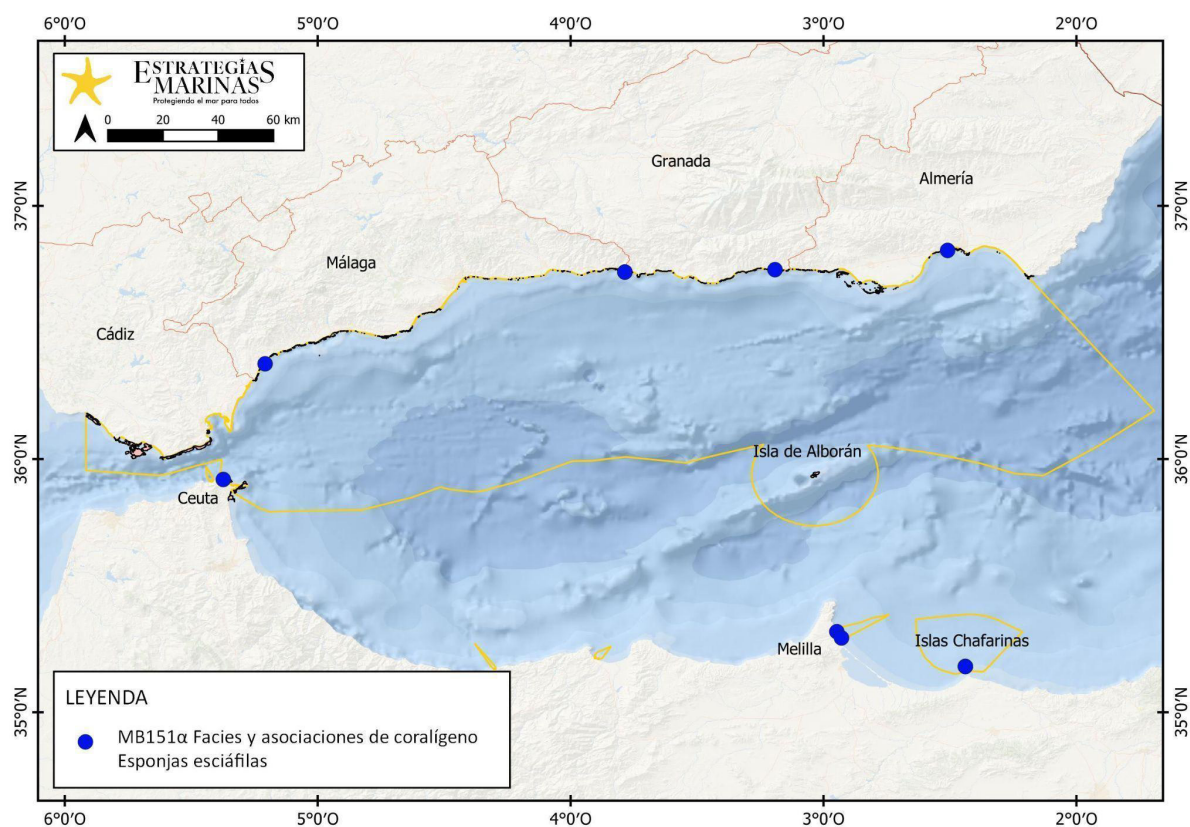 6°0'O 5°0'O 4°0'O 3°0'O 2°0'O
ESTRATEGIAS
MARINAS
Protegiendo el mar para todos
0 20 40 60 km
Granada
Almería
37°0'N 37°0'N
Málaga
Cádiz
36°0'N 36°0'N
Isla de Alborán
Ceuta
Melilla
Islas Chafarinas
35°0'N 35°0'N
LEYENDA
MB151α Facies y asociaciones de coralígeno
Esponjas esciáfilas
6°0'O 5°0'O 4°0'O 3°0'O 2°0'O